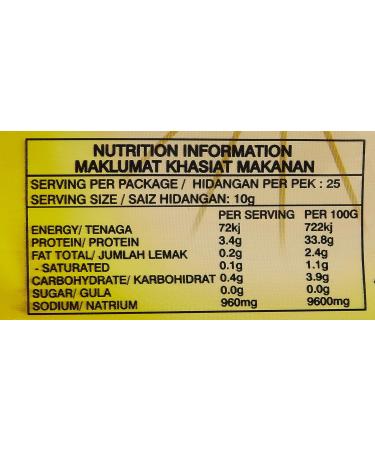 NUTRITION INFORMATION
MAKLUMAT KHASIAT MAKANAN
SERVING PER PACKAGE / HIDANGAN PER PEK : 25
SERVING SIZE / SAIZ HIDANGAN: 10g
PER SERVING PER 100G
ENERGY/ TENAGA 72kj 722kj
PROTEIN/ PROTEIN 3.4g 33.8g
FAT TOTAL/ JUMLAH LEMAK 0.2g 2.4g
- SATURATED 0.1g 1.1g
CARBOHYDRATE/ KARBOHIDRAT 0.4g 3.9g
SUGAR/ GULA 0.0g 0.0g
SODIUM/ NATRIUM 960mg 9600mg